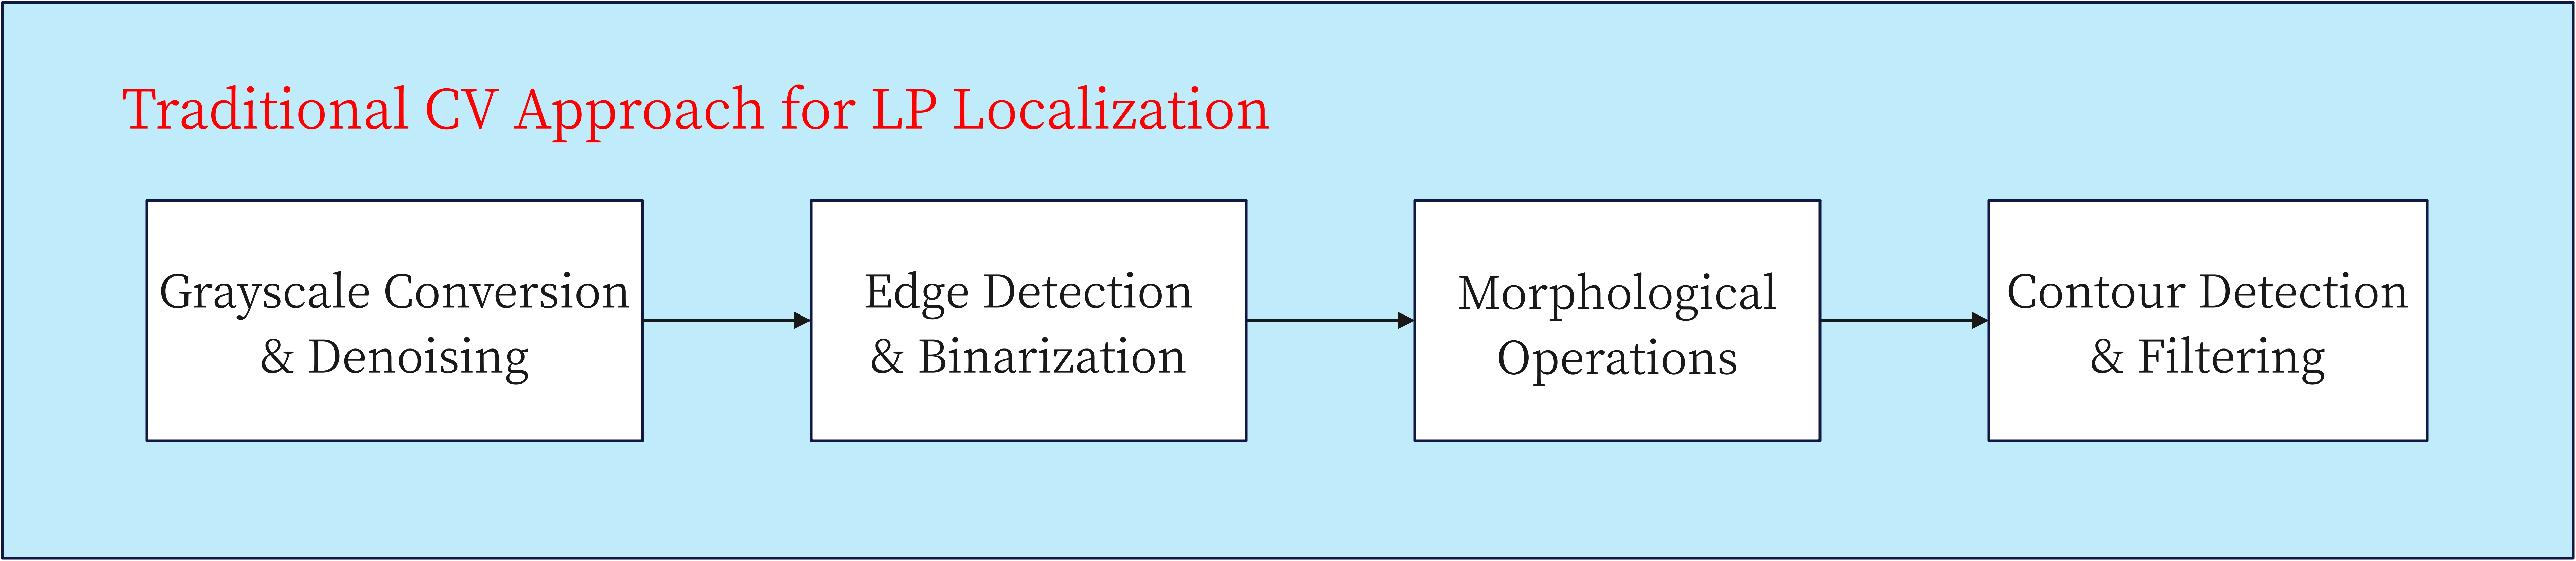 Traditional CV Approach for LP Localization
Grayscale Conversion
& Denoising
Edge Detection
& Binarization
Morphological
Operations
Contour Detection
& Filtering